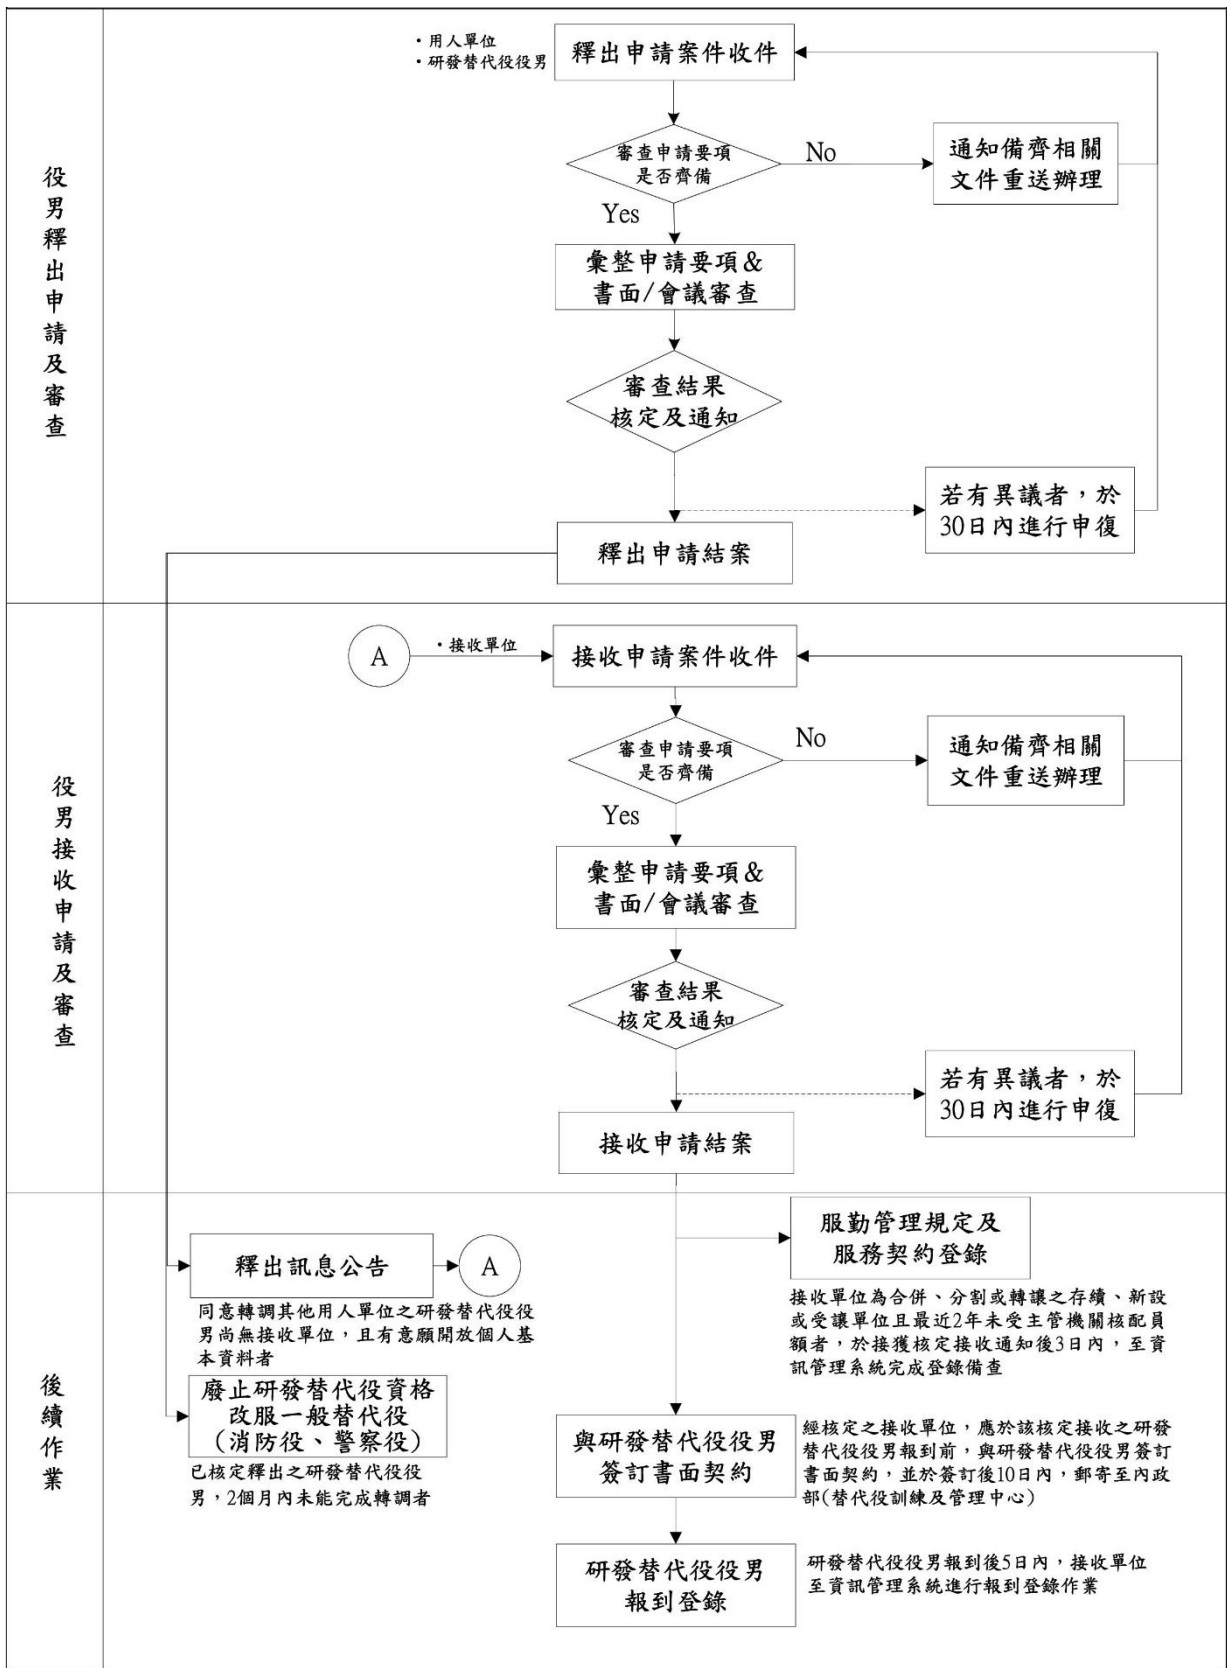 役男釋出申請及審查
・用人單位
・研發替代役役男
釋出申請案件收件
審查申請要項
是否齊備
No
通知備齊相關
文件重送辦理
Yes
彙整申請要項&
書面/會議審查
審查結果
核定及通知
若有異議者,於
30日內進行申復
釋出申請結案
役男接收申請及審查
A
・接收單位
接收申請案件收件
審查申請要項
是否齊備
No
通知備齊相關
文件重送辦理
Yes
彙整申請要項&
書面/會議審查
審查結果
核定及通知
若有異議者,於
30日內進行申復
接收申請結案
後續作業
釋出訊息公告
A
同意轉調其他用人單位之研發替代役役
男尚無接收單位,且有意願開放個人基
本資料者
廢止研發替代役資格
改服一般替代役
(消防役、警察役)
已核定釋出之研發替代役役
男,2個月內未能完成轉調者
服勤管理規定及
服務契約登錄
接收單位為合併、分割或轉讓之存續、新設
或受讓單位且最近2年未受主管機關核配員
額者,於接獲核定接收通知後3日內,至資
訊管理系統完成登錄備查
與研發替代役役男
簽訂書面契約
經核定之接收單位,應於該核定接收之研發
替代役役男報到前,與研發替代役役男簽訂
書面契約,並於簽訂後10日內,郵寄至內政
部(替代役訓練及管理中心)
研發替代役役男
報到登錄
研發替代役役男報到後5日內,接收單位
至資訊管理系統進行報到登錄作業